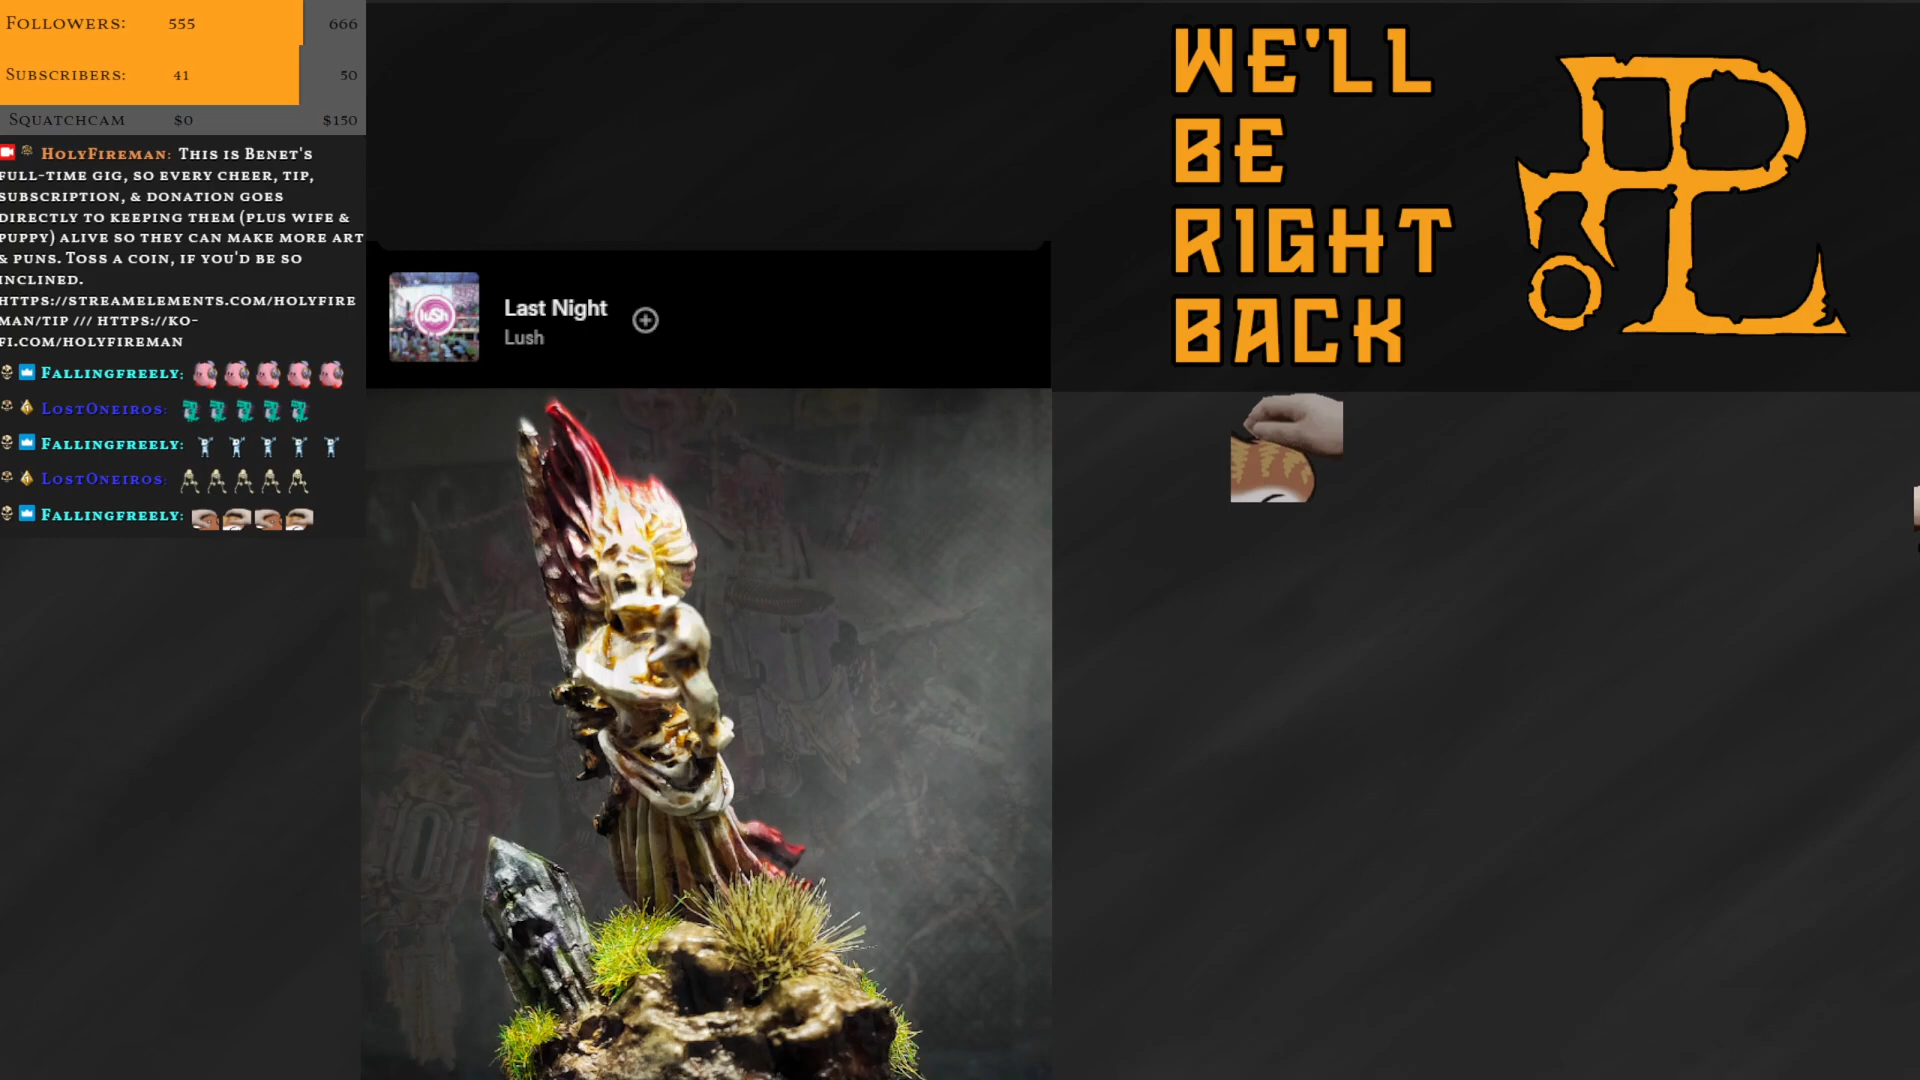 Followers: 555 666
Subscribers: 41 50
Squatchcam $0 $150
HolyFireman: This is Benet's
full-time gig, so every cheer, tip,
subscription, & donation goes
directly to keeping them (plus wife &
puppy) alive so they can make more art
& puns. Toss a coin, if you'd be so
inclined.
https://streamelements.com/holyfire
man/tip /// https://ko-
fi.com/holyfireman
Fallingfreely:
LostOneiros:
Fallingfreely:
LostOneiros:
Fallingfreely:
lush
Last Night
Lush
WE'LL
BE
RIGHT
BACK